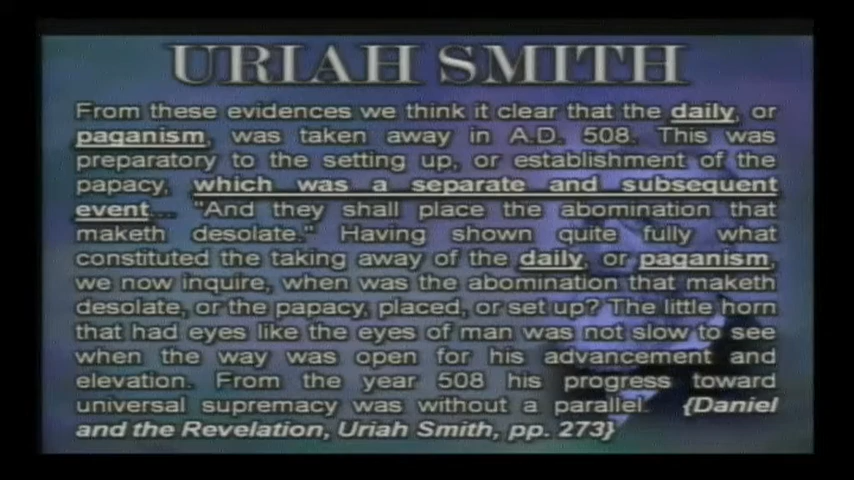 URIAH SMITH
From these evidences we think it clear that the daily, or
paganism, was taken away in A.D. 508. This was
preparatory to the setting up, or establishment of the
papacy, which was a separate and subsequent
event... "And they shall place the abomination that
maketh desolate." Having shown quite fully what
constituted the taking away of the daily, or paganism,
we now inquire, when was the abomination that maketh
desolate, or the papacy, placed, or set up? The little horn
that had eyes like the eyes of man was not slow to see
when the way was open for his advancement and
elevation. From the year 508 his progress toward
universal supremacy was without a parallel. {Daniel
and the Revelation, Uriah Smith, pp. 273}